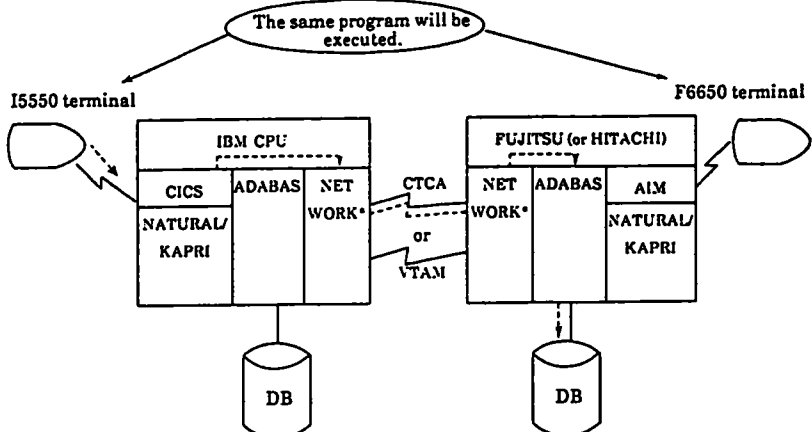 The same program will be
executed.
I5550 terminal
F6650 terminal
IBM CPU
FUJITSU (or HITACHI)
CICS
ADABAS
NET
WORK*
NATURAL/
KAPRI
CTCA
or
VTAM
NET
WORK*
ADABAS
AIM
NATURAL/
KAPRI
DB
DB